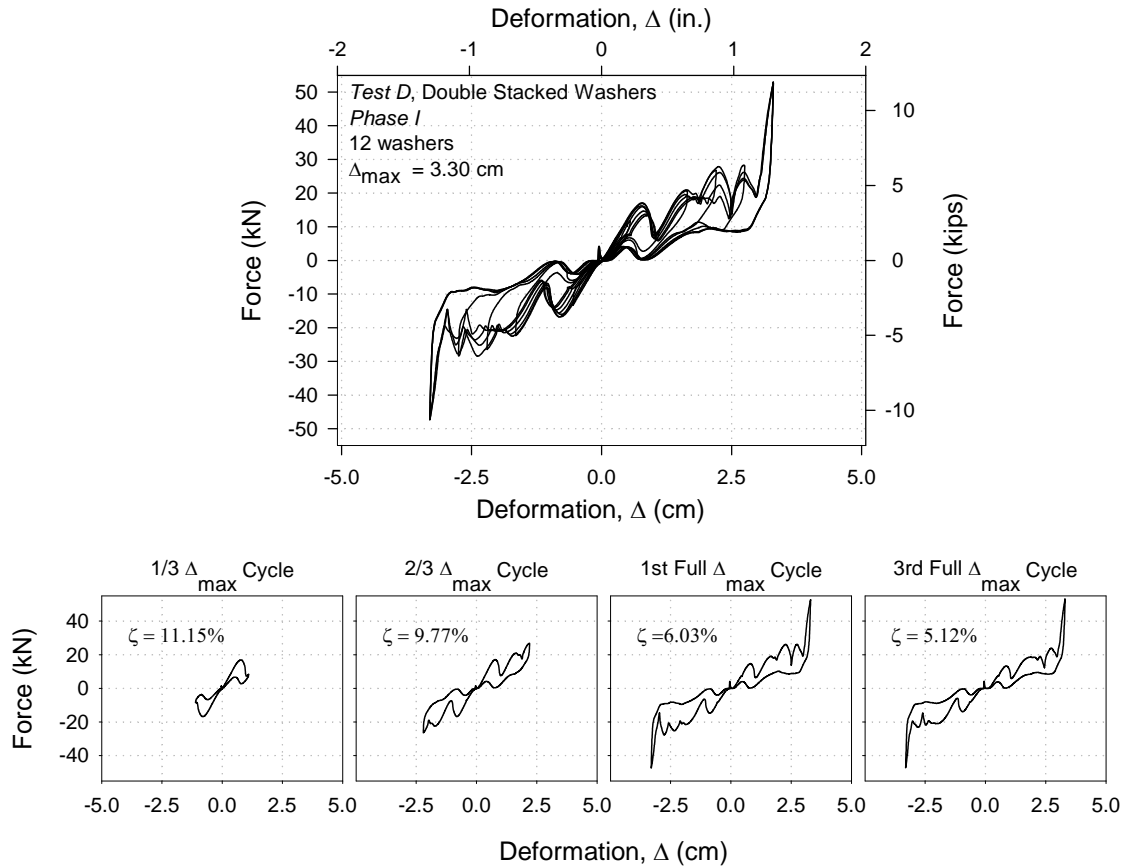 Deformation, Δ (in.)
-2 -1 0 1 2
Test D, Double Stacked Washers
Phase I
12 washers
Δmax = 3.30 cm
Force (kN)
50
40
30
20
10
0
-10
-20
-30
-40
-50
Force (kips)
10
5
0
-5
-10
-5.0 -2.5 0.0 2.5 5.0
Deformation, Δ (cm)
1/3 Δmax Cycle
2/3 Δmax Cycle
1st Full Δmax Cycle
3rd Full Δmax Cycle
ζ = 11.15%
ζ = 9.77%
ζ =6.03%
ζ = 5.12%
Force (kN)
40
20
0
-20
-40
-5.0 -2.5 0.0 2.5 5.0 -2.5 0.0 2.5 5.0 -2.5 0.0 2.5 5.0 -2.5 0.0 2.5 5.0
Deformation, Δ (cm)